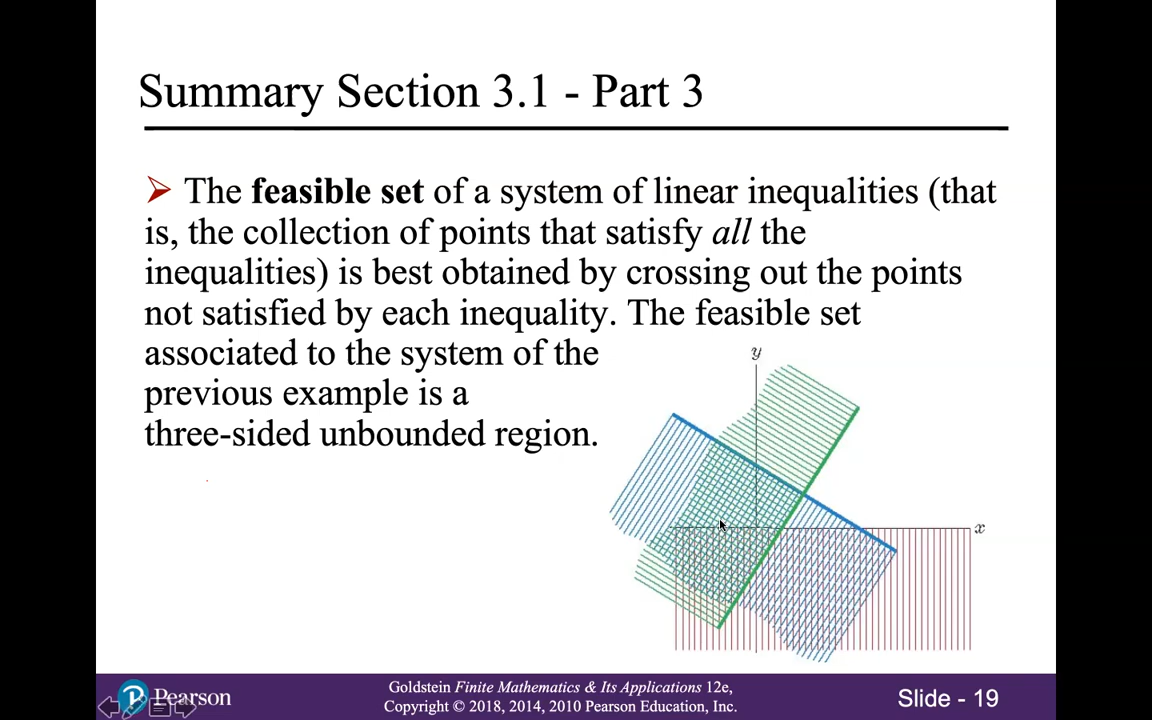 Summary Section 3.1 - Part 3
The feasible set of a system of linear inequalities (that
is, the collection of points that satisfy all the
inequalities) is best obtained by crossing out the points
not satisfied by each inequality. The feasible set
associated to the system of the
previous example is a
three-sided unbounded region.
y
x
Pearson
Goldstein Finite Mathematics & Its Applications 12e,
Copyright © 2018, 2014, 2010 Pearson Education, Inc.
Slide - 19